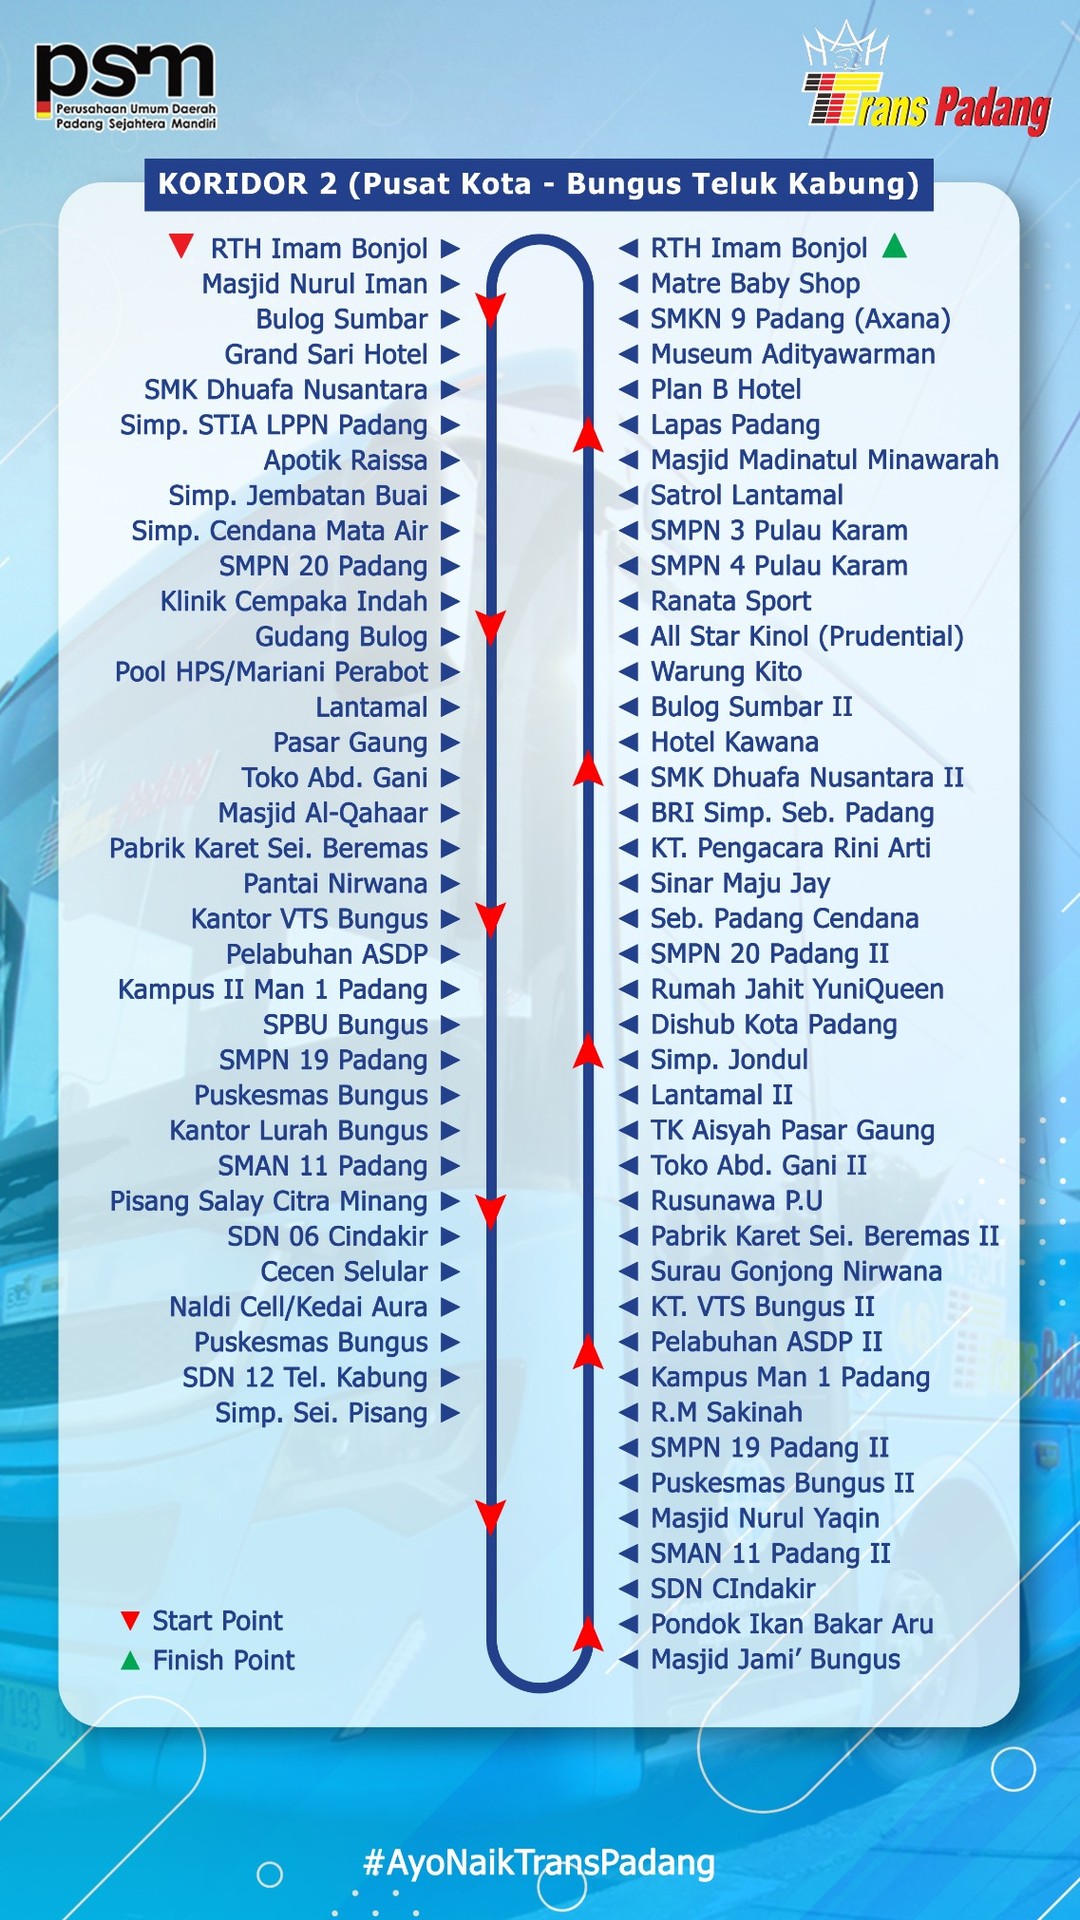 psm
Perusahaan Umum Daerah
Padang Sejahtera Mandiri
Trans Padang
KORIDOR 2 (Pusat Kota - Bungus Teluk Kabung)
RTH Imam Bonjol
Masjid Nurul Iman
Bulog Sumbar
Grand Sari Hotel
SMK Dhuafa Nusantara
Simp. STIA LPPN Padang
Apotik Raissa
Simp. Jembatan Buai
Simp. Cendana Mata Air
SMPN 20 Padang
Klinik Cempaka Indah
Gudang Bulog
Pool HPS/Mariani Perabot
Lantamal
Pasar Gaung
Toko Abd. Gani
Masjid Al-Qahaar
Pabrik Karet Sei. Beremas
Pantai Nirwana
Kantor VTS Bungus
Pelabuhan ASDP
Kampus II Man 1 Padang
SPBU Bungus
SMPN 19 Padang
Puskesmas Bungus
Kantor Lurah Bungus
SMAN 11 Padang
Pisang Salay Citra Minang
SDN 06 Cindakir
Cecen Selular
Naldi Cell/Kedai Aura
Puskesmas Bungus
SDN 12 Tel. Kabung
Simp. Sei. Pisang
RTH Imam Bonjol
Matre Baby Shop
SMKN 9 Padang (Axana)
Museum Adityawarman
Plan B Hotel
Lapas Padang
Masjid Madinatul Minawarah
Satrol Lantamal
SMPN 3 Pulau Karam
SMPN 4 Pulau Karam
Ranata Sport
All Star Kinol (Prudential)
Warung Kito
Bulog Sumbar II
Hotel Kawana
SMK Dhuafa Nusantara II
BRI Simp. Seb. Padang
KT. Pengacara Rini Arti
Sinar Maju Jay
Seb. Padang Cendana
SMPN 20 Padang II
Rumah Jahit YuniQueen
Dishub Kota Padang
Simp. Jondul
Lantamal II
TK Aisyah Pasar Gaung
Toko Abd. Gani II
Rusunawa P.U
Pabrik Karet Sei. Beremas II
Surau Gonjong Nirwana
KT. VTS Bungus II
Pelabuhan ASDP II
Kampus Man 1 Padang
R.M Sakinah
SMPN 19 Padang II
Puskesmas Bungus II
Masjid Nurul Yaqin
SMAN 11 Padang II
SDN CIndakir
Pondok Ikan Bakar Aru
Masjid Jami’ Bungus
Start Point
Finish Point
#AyoNaikTransPadang